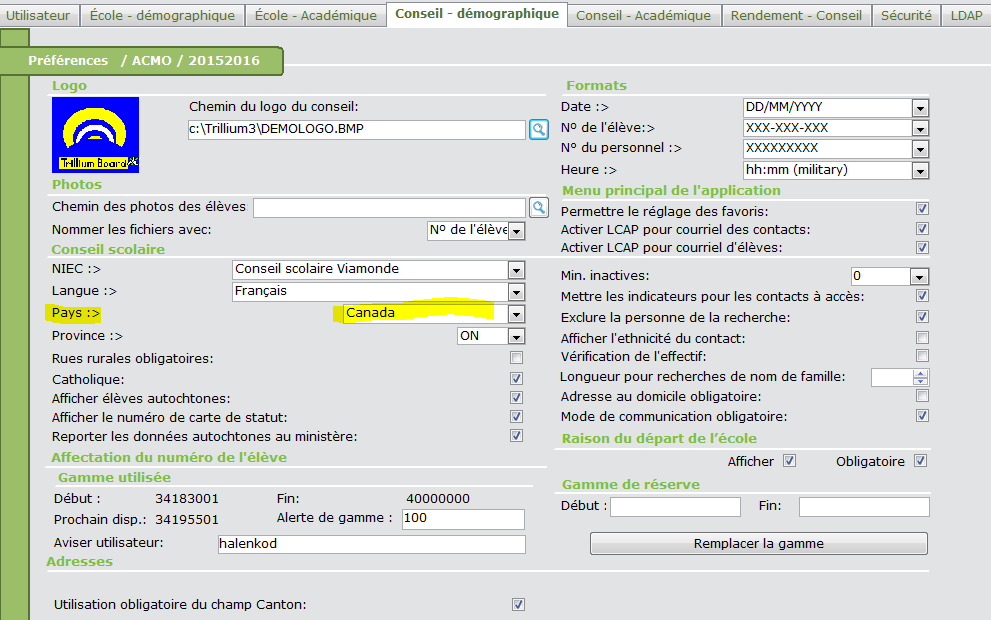 Utilisateur École - démographique École - Académique Conseil - démographique Conseil - Académique Rendement - Conseil Sécurité LDAP
Préférences / ACMO / 20152016
Logo
Trillium Board
Chemin du logo du conseil:
c:\Trillium3\DEMOLOGO.BMP
Photos
Chemin des photos des élèves
Nommer les fichiers avec: Nº de l'élève
Conseil scolaire
NIEC :> Conseil scolaire Viamonde
Langue :> Français
Pays :> Canada
Province :> ON
Rues rurales obligatoires:
Catholique:
Afficher élèves autochtones:
Afficher le numéro de carte de statut:
Reporter les données autochtones au ministère:
Affectation du numéro de l'élève
Gamme utilisée
Début : 34183001 Fin: 40000000
Prochain disp.: 34195501 Alerte de gamme : 100
Aviser utilisateur: halenkod
Adresses
Utilisation obligatoire du champ Canton:
Formats
Date :> DD/MM/YYYY
Nº de l'élève:> XXX-XXX-XXX
Nº du personnel :> XXXXXXXXX
Heure :> hh:mm (military)
Menu principal de l'application
Permettre le réglage des favoris:
Activer LCAP pour courriel des contacts:
Activer LCAP pour courriel d'élèves:
Min. inactives: 0
Mettre les indicateurs pour les contacts à accès:
Exclure la personne de la recherche:
Afficher l'ethnicité du contact:
Vérification de l'effectif:
Longueur pour recherches de nom de famille:
Adresse au domicile obligatoire:
Mode de communication obligatoire:
Raison du départ de l’école
Afficher Obligatoire
Gamme de réserve
Début : Fin:
Remplacer la gamme